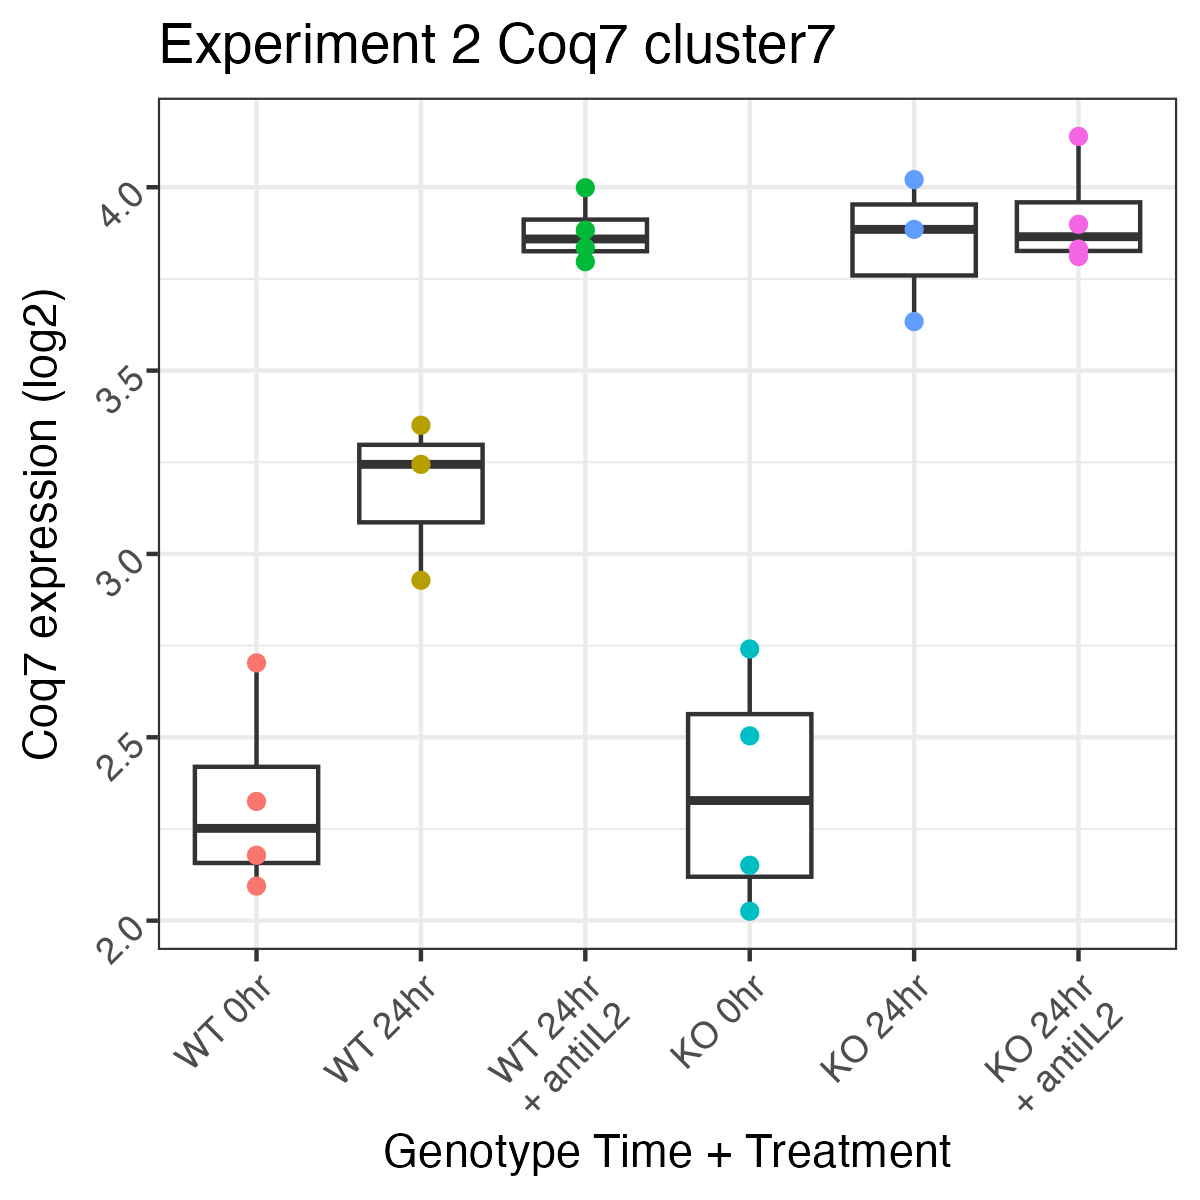 Experiment 2 Coq7 cluster7
Coq7 expression (log2)
4.0
3.5
3.0
2.5
2.0
WT 0hr
WT 24hr
WT 24hr
+ antiIL2
KO 0hr
KO 24hr
KO 24hr
+ antiIL2
Genotype Time + Treatment